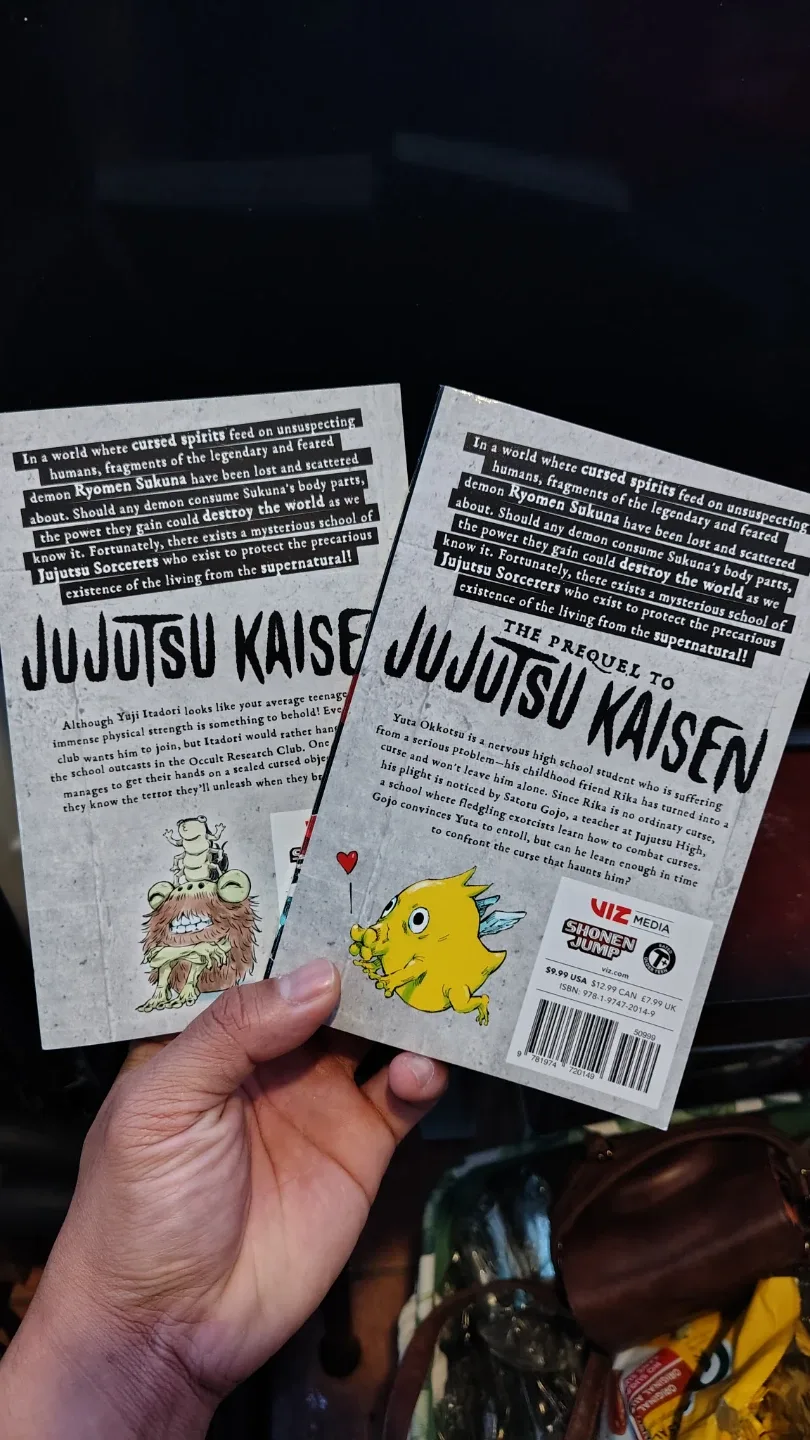 In a world where cursed spirits feed on unsuspecting
humans, fragments of the legendary and feared
demon Ryomen Sukuna have been lost and scattered
about. Should any demon consume Sukuna's body parts,
the power they gain could destroy the world as we
know it. Fortunately, there exists a mysterious school of
Jujutsu Sorcerers who exist to protect the precarious
existence of the living from the supernatural!
JUJUTSU KAISE
Although Yuji Itadori looks like your average teenage
immense physical strength is something to behold! Eve
club wants him to join, but Itadori would rather han
the school outcasts in the Occult Research Club. One
manages to get their hands on a sealed cursed obje
they know the terror they'll unleash when they br
In a world where cursed spirits feed on unsuspecting
humans, fragments of the legendary and feared
demon Ryomen Sukuna have been lost and scattered
about. Should any demon consume Sukuna's body parts,
the power they gain could destroy the world as we
know it. Fortunately, there exists a mysterious school of
Jujutsu Sorcerers who exist to protect the precarious
existence of the living from the supernatural!
THE PREQUEL TO
JUJUTSU KAISEN
Yuta Okkotsu is a nervous high school student who is suffering
from a serious problem—his childhood friend Rika has turned into a
curse and won't leave him alone. Since Rika is no ordinary curse,
his plight is noticed by Satoru Gojo, a teacher at Jujutsu High,
a school where fledgling exorcists learn how to combat curses.
Gojo convinces Yuta to enroll, but can he learn enough in time
to confront the curse that haunts him?
VIZ MEDIA
SHONEN
JUMP
T
viz.com
$9.99 USA $12.99 CAN £7.99 UK
ISBN: 978-1-9747-2014-9
50999
9 781974 720149
ORIGINAL